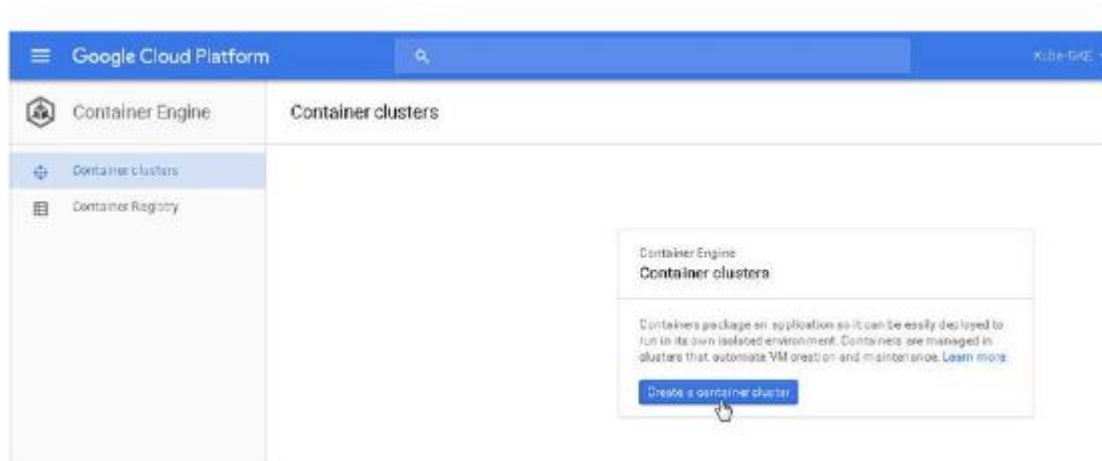 Google Cloud Platform
Kube-GKE
Container Engine
Container clusters
Container clusters
Container Registry
Container Engine
Container clusters
Containers package an application so it can be easily deployed to
run in its own isolated environment. Containers are managed in
clusters that automate VM creation and maintenance. Learn more
Create a container cluster